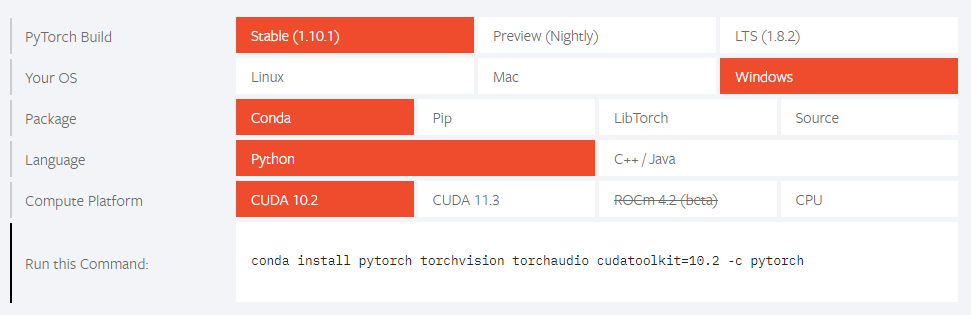 PyTorch Build Stable (1.10.1) Preview (Nightly) LTS (1.8.2)
Your OS Linux Mac Windows
Package Conda Pip LibTorch Source
Language Python C++ / Java
Compute Platform CUDA 10.2 CUDA 11.3 ROCm 4.2 (beta) CPU
Run this Command: conda install pytorch torchvision torchaudio cudatoolkit=10.2 -c pytorch